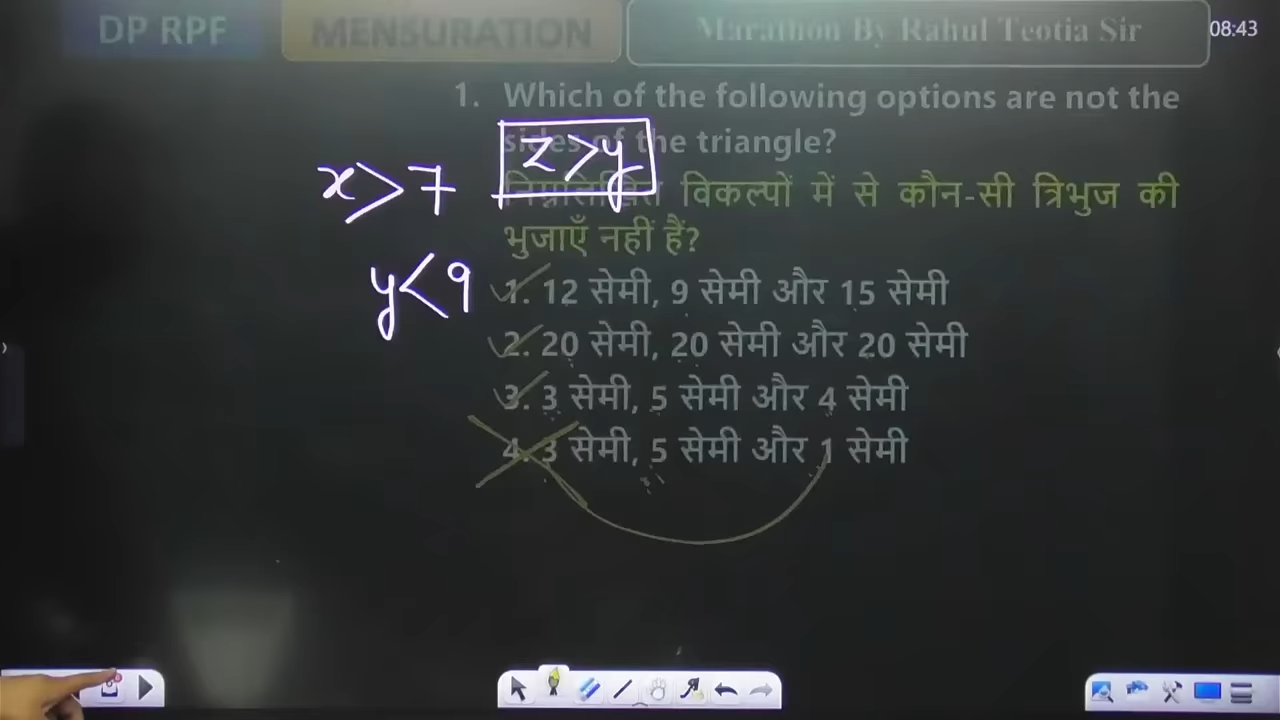 DP RPF
MENSURATION
Marathon By Rahul Teotia Sir
08:43
1. Which of the following options are not the
sides of the triangle?
निम्नलिखित विकल्पों में से कौन-सी त्रिभुज की
भुजाएँ नहीं हैं?
1. 12 सेमी, 9 सेमी और 15 सेमी
2. 20 सेमी, 20 सेमी और 20 सेमी
3. 3 सेमी, 5 सेमी और 4 सेमी
4. 3 सेमी, 5 सेमी और 1 सेमी
x>7
z>y
y<9